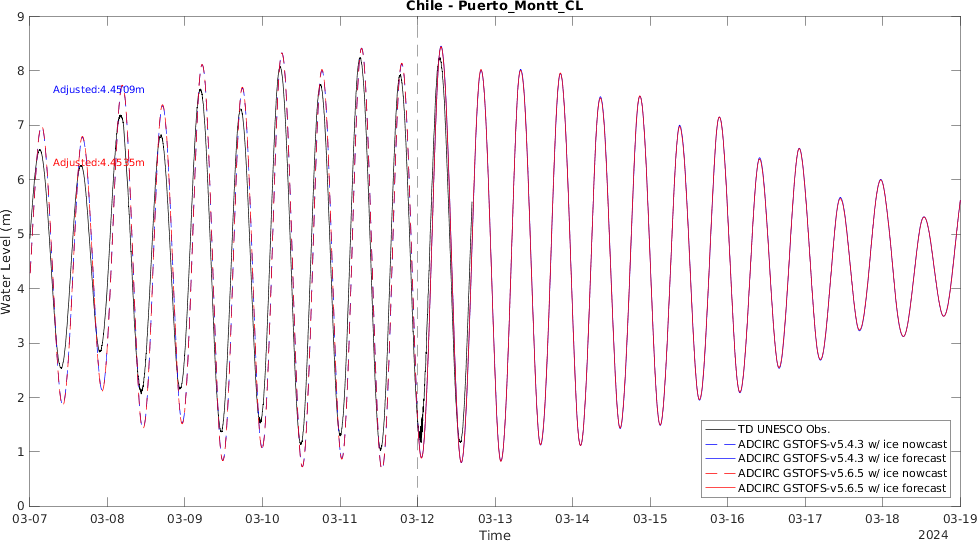 Chile - Puerto_Montt_CL
Water Level (m)
9
8
7
6
5
4
3
2
1
0
Adjusted:4.4509m
Adjusted:4.4535m
TD UNESCO Obs.
ADCIRC GSTOFS-v5.4.3 w/ ice nowcast
ADCIRC GSTOFS-v5.4.3 w/ ice forecast
ADCIRC GSTOFS-v5.6.5 w/ ice nowcast
ADCIRC GSTOFS-v5.6.5 w/ ice forecast
03-07 03-08 03-09 03-10 03-11 03-12 03-13 03-14 03-15 03-16 03-17 03-18 03-19
Time
2024